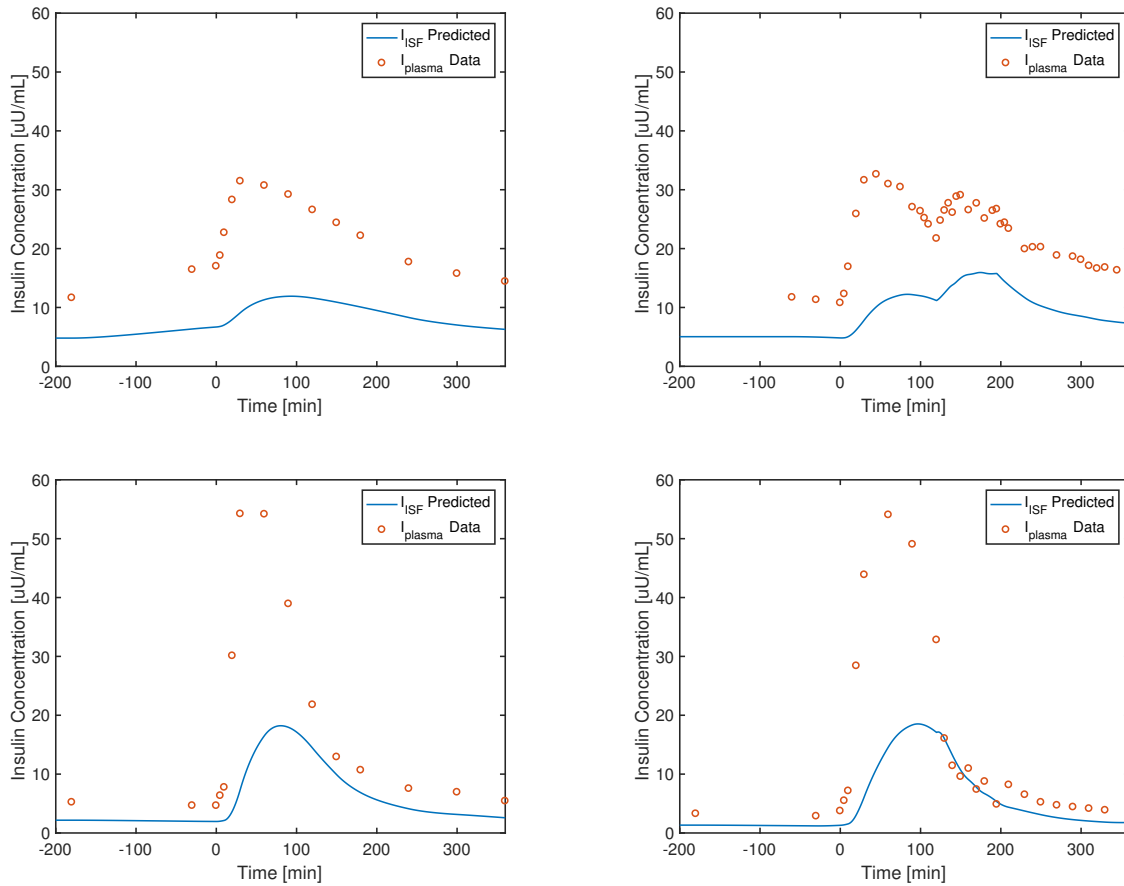 60
50
40
30
20
10
0
Insulin Concentration [uU/mL]
I_ISF Predicted
I_plasma Data
-200 -100 0 100 200 300
Time [min]
60
50
40
30
20
10
0
Insulin Concentration [uU/mL]
I_ISF Predicted
I_plasma Data
-200 -100 0 100 200 300
Time [min]
60
50
40
30
20
10
0
Insulin Concentration [uU/mL]
I_ISF Predicted
I_plasma Data
-200 -100 0 100 200 300
Time [min]
60
50
40
30
20
10
0
Insulin Concentration [uU/mL]
I_ISF Predicted
I_plasma Data
-200 -100 0 100 200 300
Time [min]